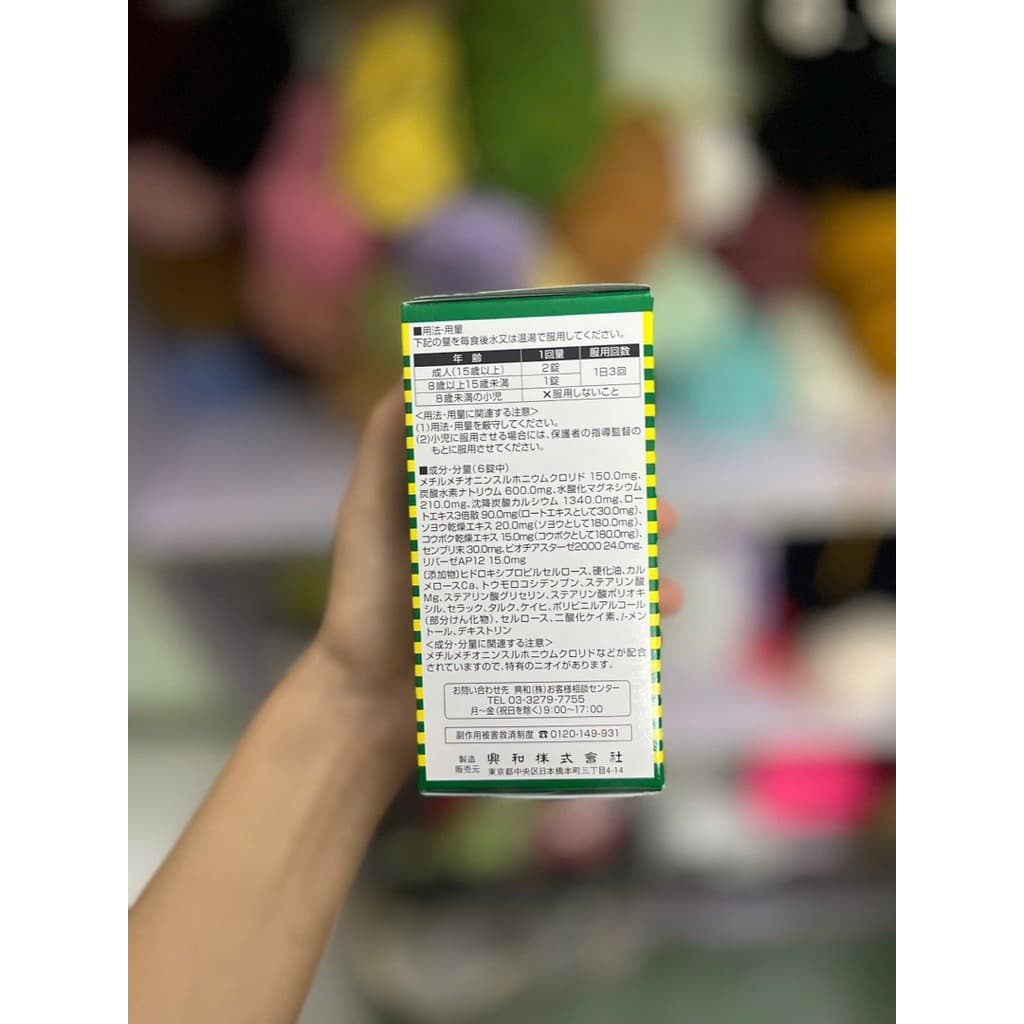 ■用法・用量
下記の量を毎食後水又は温湯で服用してください。
年 齢 1回量 服用回数
成人(15歳以上) 2錠 1日3回
8歳以上15歳未満 1錠
8歳未満の小児 ×服用しないこと
<用法・用量に関連する注意>
(1)用法・用量を厳守してください。
(2)小児に服用させる場合には、保護者の指導監督の
もとに服用させてください。
■成分・分量(6錠中)
メチルメチオニンスルホニウムクロリド 150.0mg、
炭酸水素ナトリウム 600.0mg、水酸化マグネシウム
210.0mg、沈降炭酸カルシウム 1340.0mg、ロー
トエキス3倍散 90.0mg(ロートエキスとして30.0mg)、
ソヨウ乾燥エキス 20.0mg(ソヨウとして180.0mg)、
コウボク乾燥エキス 15.0mg(コウボクとして180.0mg)、
センブリ末 30.0mg、ビオヂアスターゼ2000 24.0mg、
リパーゼAP12 15.0mg
〔添加物〕ヒドロキシプロピルセルロース、硬化油、カル
メロースCa、トウモロコシデンプン、ステアリン酸
Mg、ステアリン酸グリセリン、ステアリン酸ポリオキ
シル、セラック、タルク、ケイヒ、ポリビニルアルコール
(部分けん化物)、セルロース、二酸化ケイ素、l-メン
トール、デキストリン
<成分・分量に関連する注意>
メチルメチオニンスルホニウムクロリドなどが配合
されていますので、特有のニオイがあります。
お問い合わせ先 興和(株)お客様相談センター
TEL 03-3279-7755
月〜金(祝日を除く)9:00〜17:00
副作用被害救済制度 ☎0120-149-931
製造販売元 興和株式會社
東京都中央区日本橋本町三丁目4-14